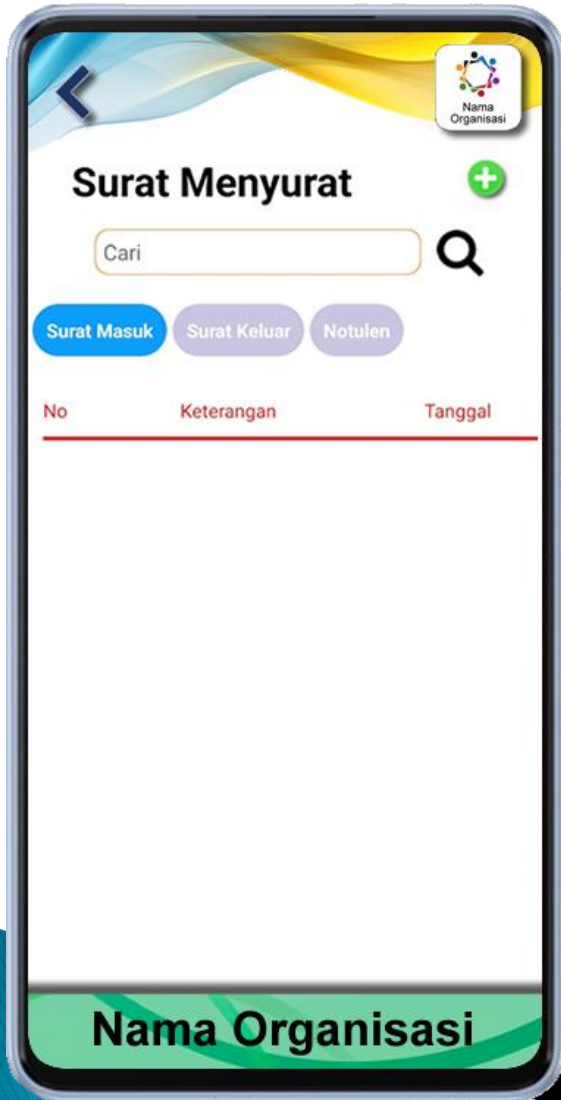 Nama
Organisasi
Surat Menyurat
Cari
Surat Masuk Surat Keluar Notulen
No Keterangan Tanggal
Nama Organisasi